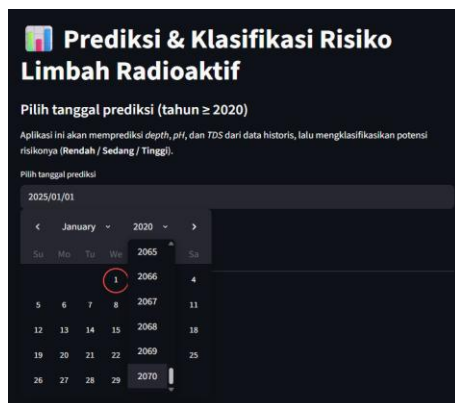 📊 Prediksi & Klasifikasi Risiko
Limbah Radioaktif
Pilih tanggal prediksi (tahun ≥ 2020)
Aplikasi ini akan memprediksi depth, pH, dan TDS dari data historis, lalu mengklasifikasikan potensi
risikonya (Rendah / Sedang / Tinggi).
Pilih tanggal prediksi
2025/01/01
January 2020
Su Mo Tu We 2065 Sa
1 2066 4
5 6 7 8 2067 11
12 13 14 15 2068 18
19 20 21 22 2069 25
26 27 28 29 2070